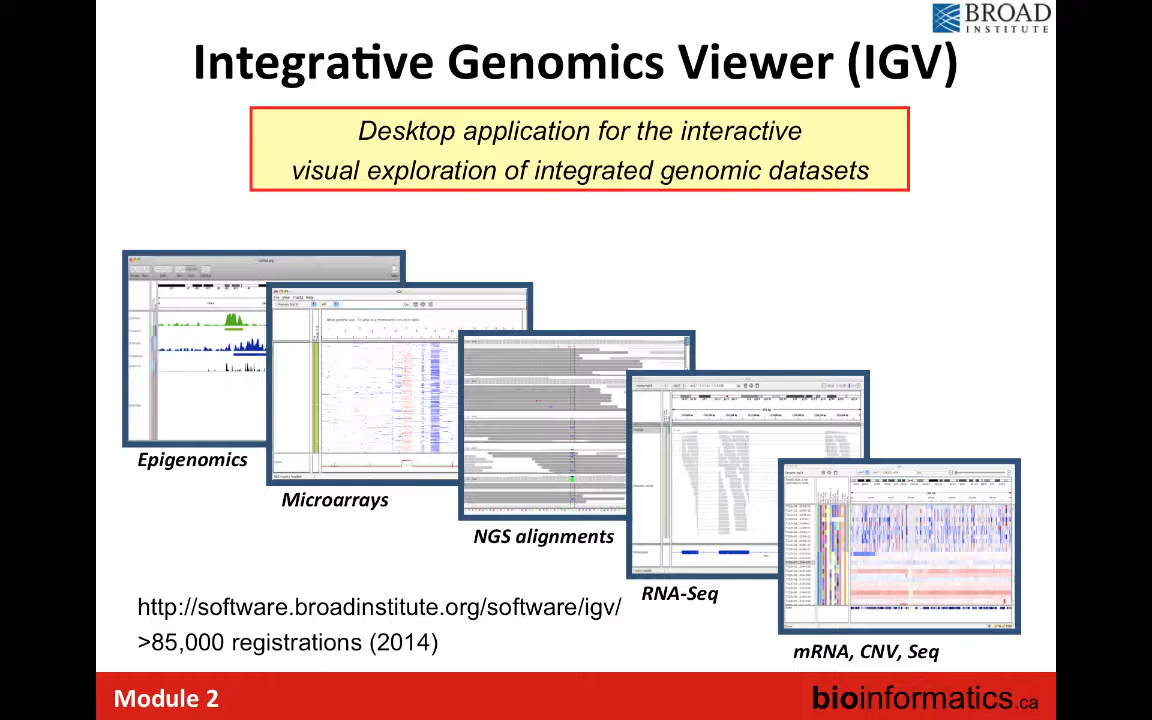 BROAD
INSTITUTE
Integrative Genomics Viewer (IGV)
Desktop application for the interactive
visual exploration of integrated genomic datasets
Epigenomics
Microarrays
NGS alignments
RNA-Seq
mRNA, CNV, Seq
http://software.broadinstitute.org/software/igv/
>85,000 registrations (2014)
Module 2
bioinformatics.ca